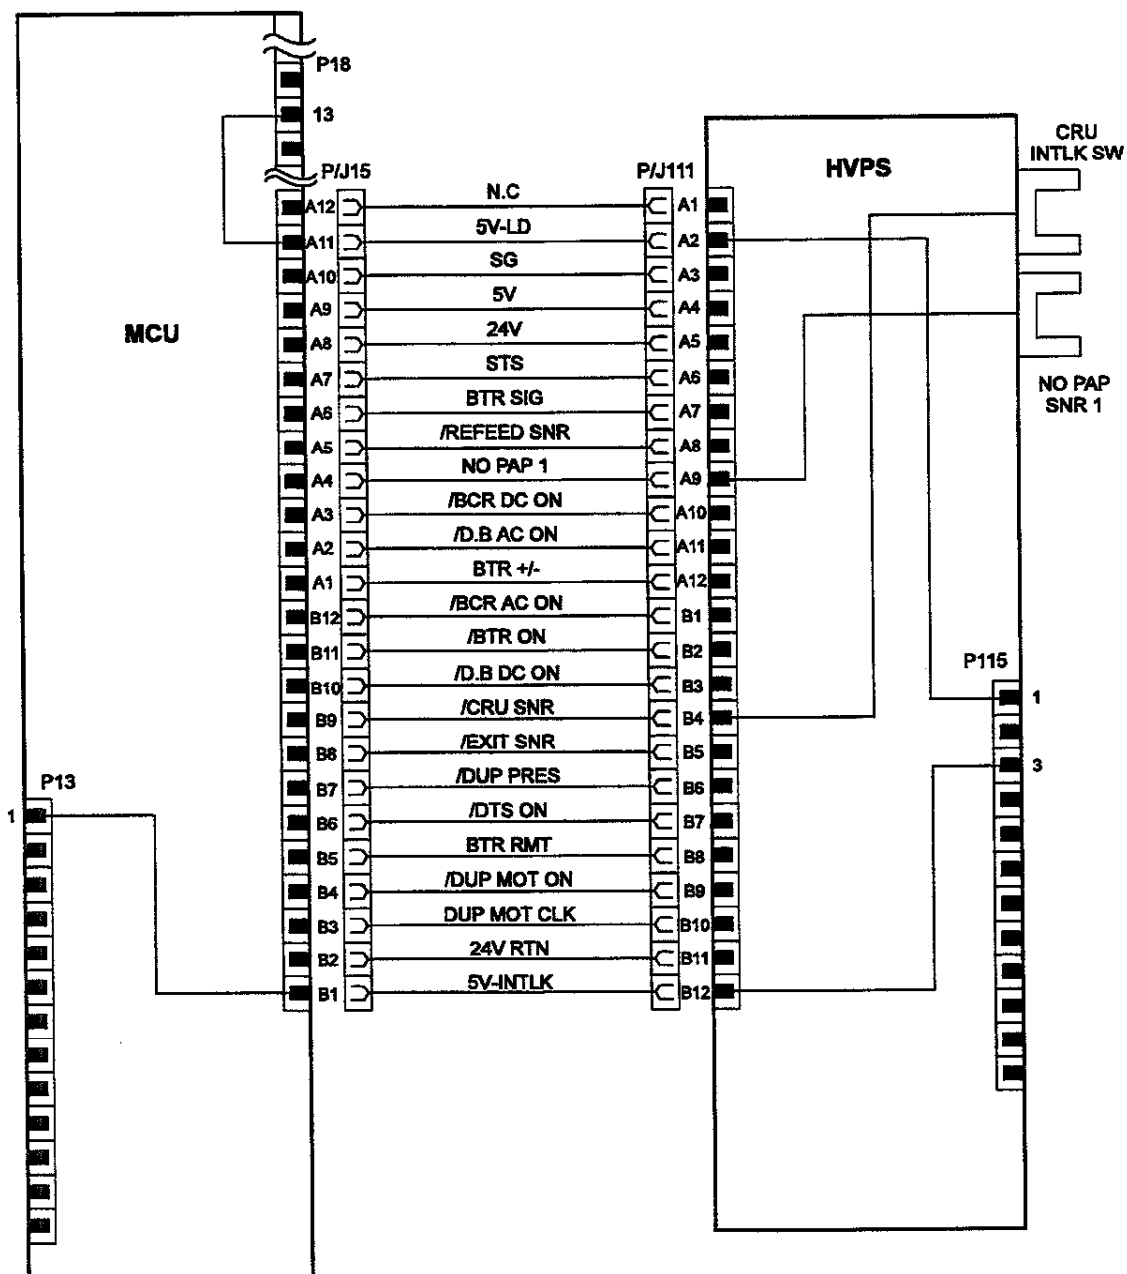 P18
13
CRU
INTLK SW
HVPS
P/J15
P/J111
A12 N.C A1
A11 5V-LD A2
A10 SG A3
A9 5V A4
MCU
A8 24V A5
A7 STS A6
NO PAP
SNR 1
A6 BTR SIG A7
A5 /REFEED SNR A8
A4 NO PAP 1 A9
A3 /BCR DC ON A10
A2 /D.B AC ON A11
A1 BTR +/- A12
B12 /BCR AC ON B1
B11 /BTR ON B2
P115
B10 /D.B DC ON B3
1
B9 /CRU SNR B4
B8 /EXIT SNR B5
3
P13
B7 /DUP PRES B6
1
B6 /DTS ON B7
B5 BTR RMT B8
B4 /DUP MOT ON B9
B3 DUP MOT CLK B10
B2 24V RTN B11
B1 5V-INTLK B12